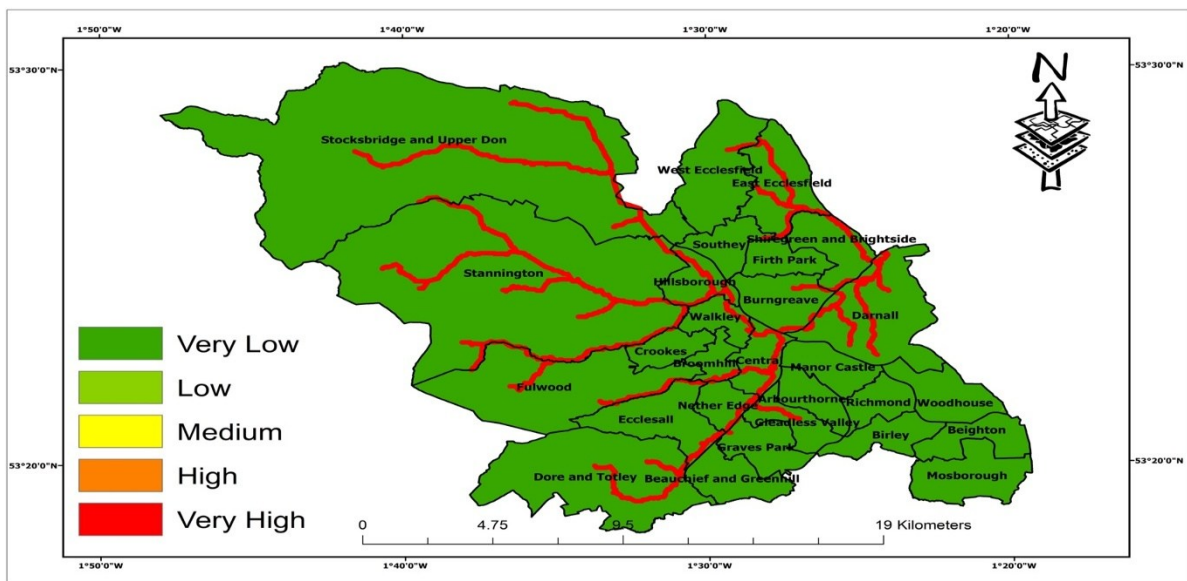 1°50'0"W 1°40'0"W 1°30'0"W 1°20'0"W
53°30'0"N 53°30'0"N
N
Stocksbridge and Upper Don
West Ecclesfield
East Ecclesfield
Southey
Shiregreen and Brightside
Firth Park
Stannington
Hillsborough
Burngreave
Walkley
Darnall
Crookes
Broomhill
Centra
Manor Castle
Fulwood
Nether Edge
Arbourthorne
Richmond
Woodhouse
Ecclesall
Gleadless Valley
Birley
Beighton
Graves Park
Dore and Totley
Beauchief and Greenhill
Mosborough
53°20'0"N 53°20'0"N
Very Low
Low
Medium
High
Very High
0 4.75 9.5 19 Kilometers
1°50'0"W 1°40'0"W 1°30'0"W 1°20'0"W